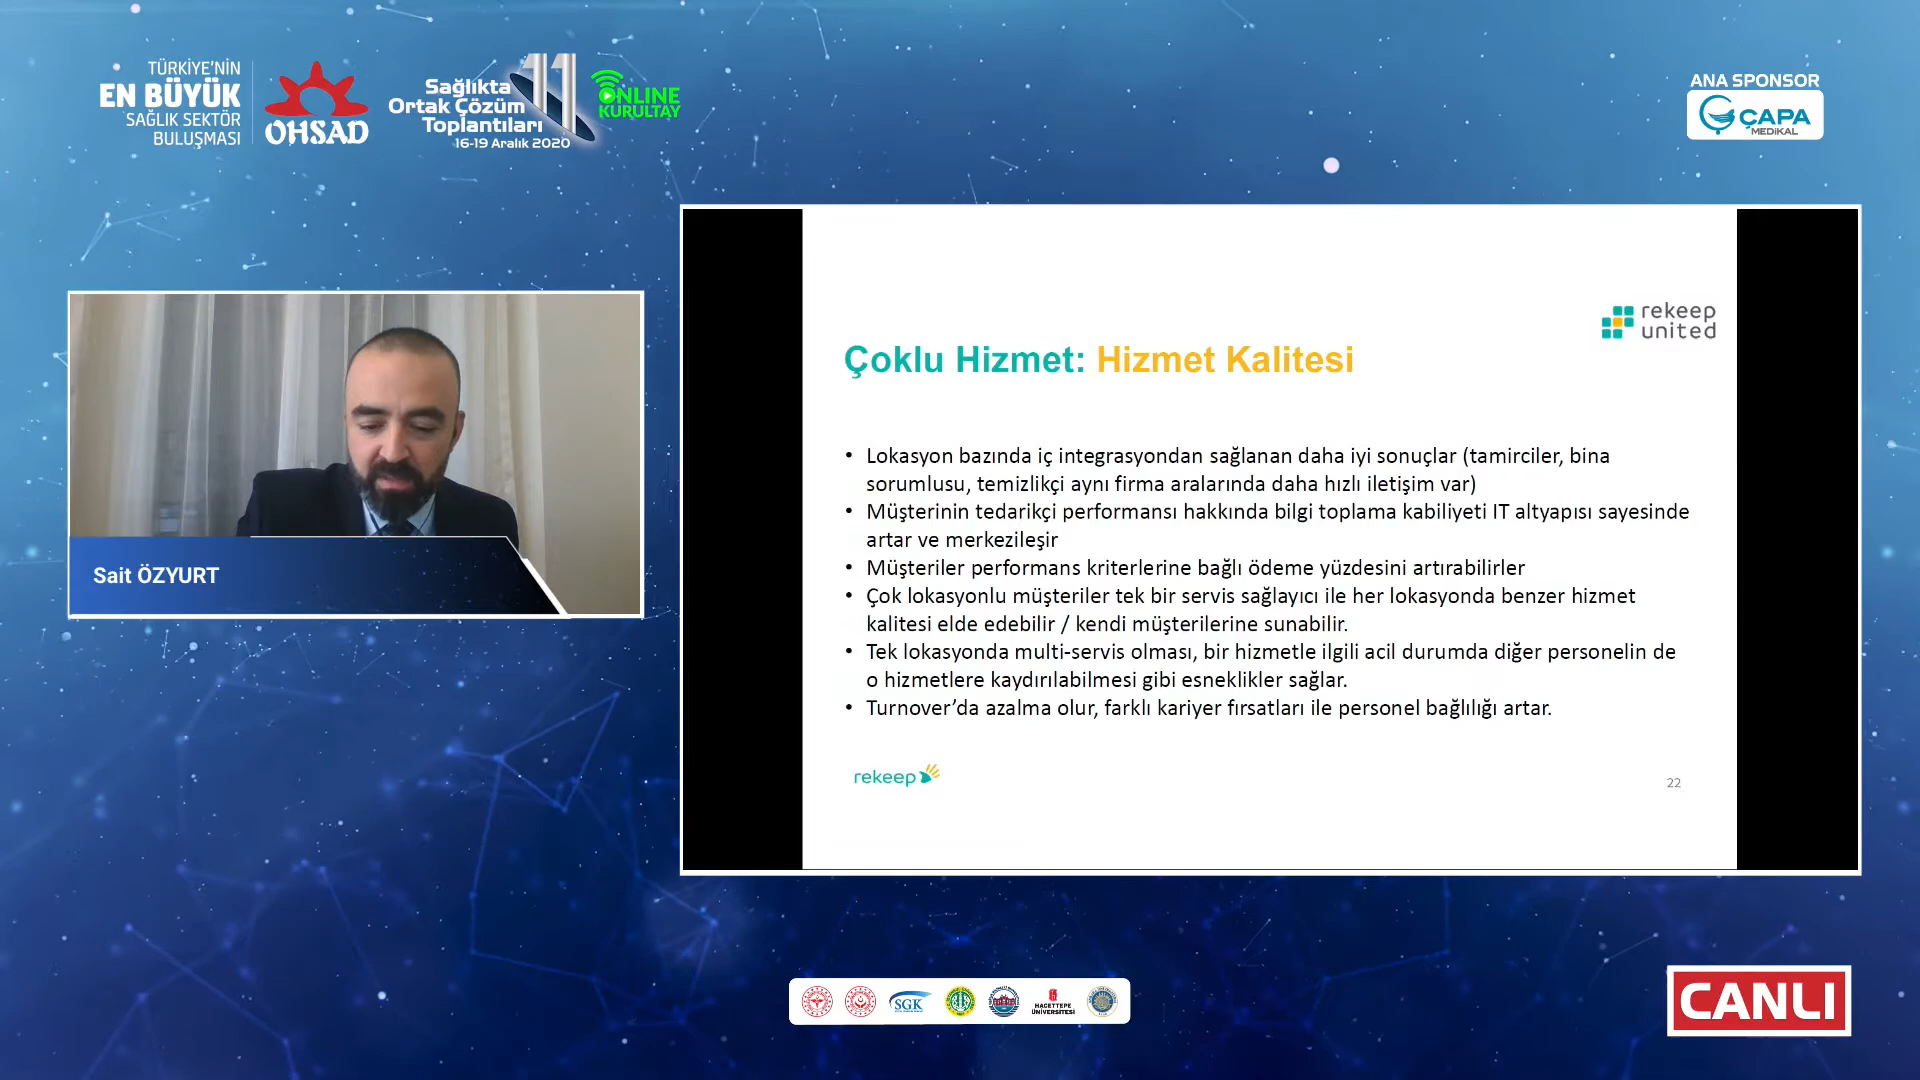 TÜRKİYE'NİN
EN BÜYÜK
SAĞLIK SEKTÖR
BULUŞMASI
OHSAD
Sağlıkta
Ortak Çözüm
Toplantıları
11
16-19 Aralık 2020
ONLINE
KURULTAY
ANA SPONSOR
ÇAPA
MEDİKAL
rekeep
united
Çoklu Hizmet: Hizmet Kalitesi
• Lokasyon bazında iç integrasyondan sağlanan daha iyi sonuçlar (tamirciler, bina
sorumlusu, temizlikçi aynı firma aralarında daha hızlı iletişim var)
• Müşterinin tedarikçi performansı hakkında bilgi toplama kabiliyeti IT altyapısı sayesinde
artar ve merkezileşir
• Müşteriler performans kriterlerine bağlı ödeme yüzdesini artırabilirler
• Çok lokasyonlu müşteriler tek bir servis sağlayıcı ile her lokasyonda benzer hizmet
kalitesi elde edebilir / kendi müşterilerine sunabilir.
• Tek lokasyonda multi-servis olması, bir hizmetle ilgili acil durumda diğer personelin de
o hizmetlere kaydırılabilmesi gibi esneklikler sağlar.
• Turnover’da azalma olur, farklı kariyer fırsatları ile personel bağlılığı artar.
rekeep
22
Sait ÖZYURT
SGK
HACETTEPE
ÜNİVERSİTESİ
CANLI